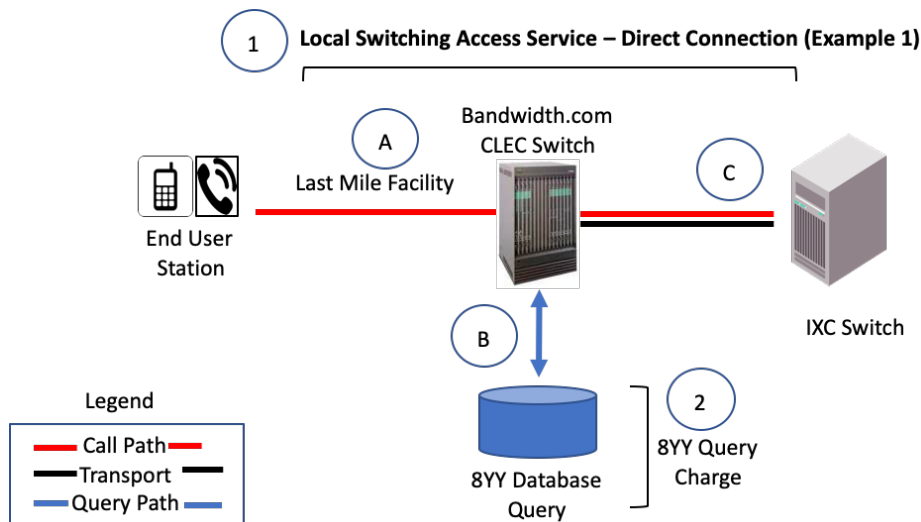 1
Local Switching Access Service – Direct Connection (Example 1)
Bandwidth.com
CLEC Switch
A
Last Mile Facility
C
End User
Station
IXC Switch
B
Legend
Call Path
Transport
Query Path
8YY Database
Query
2
8YY Query
Charge